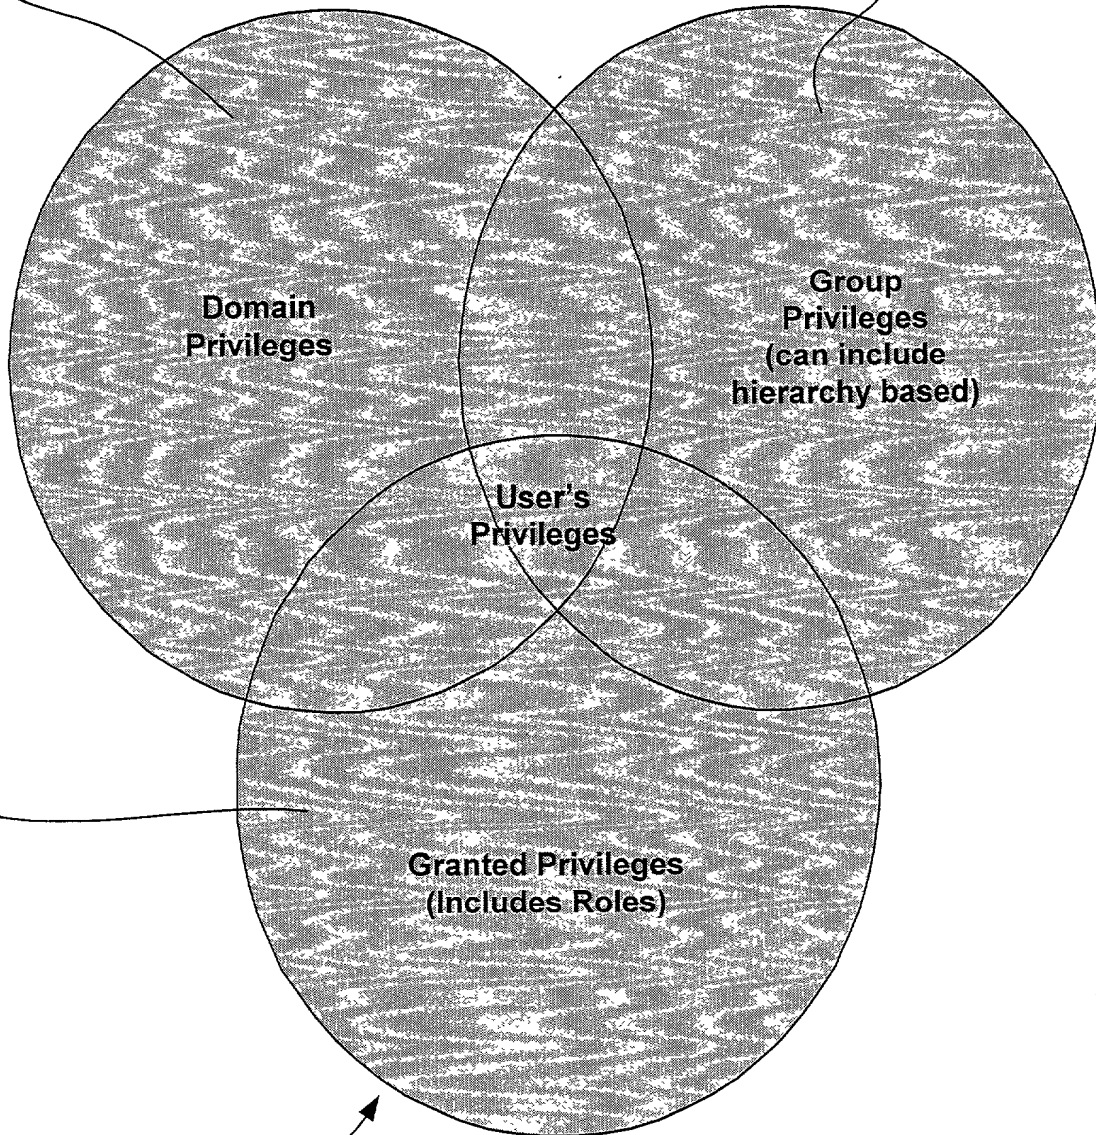 Domain
Privileges
Group
Privileges
(can include
hierarchy based)
User's
Privileges
Granted Privileges
(Includes Roles)